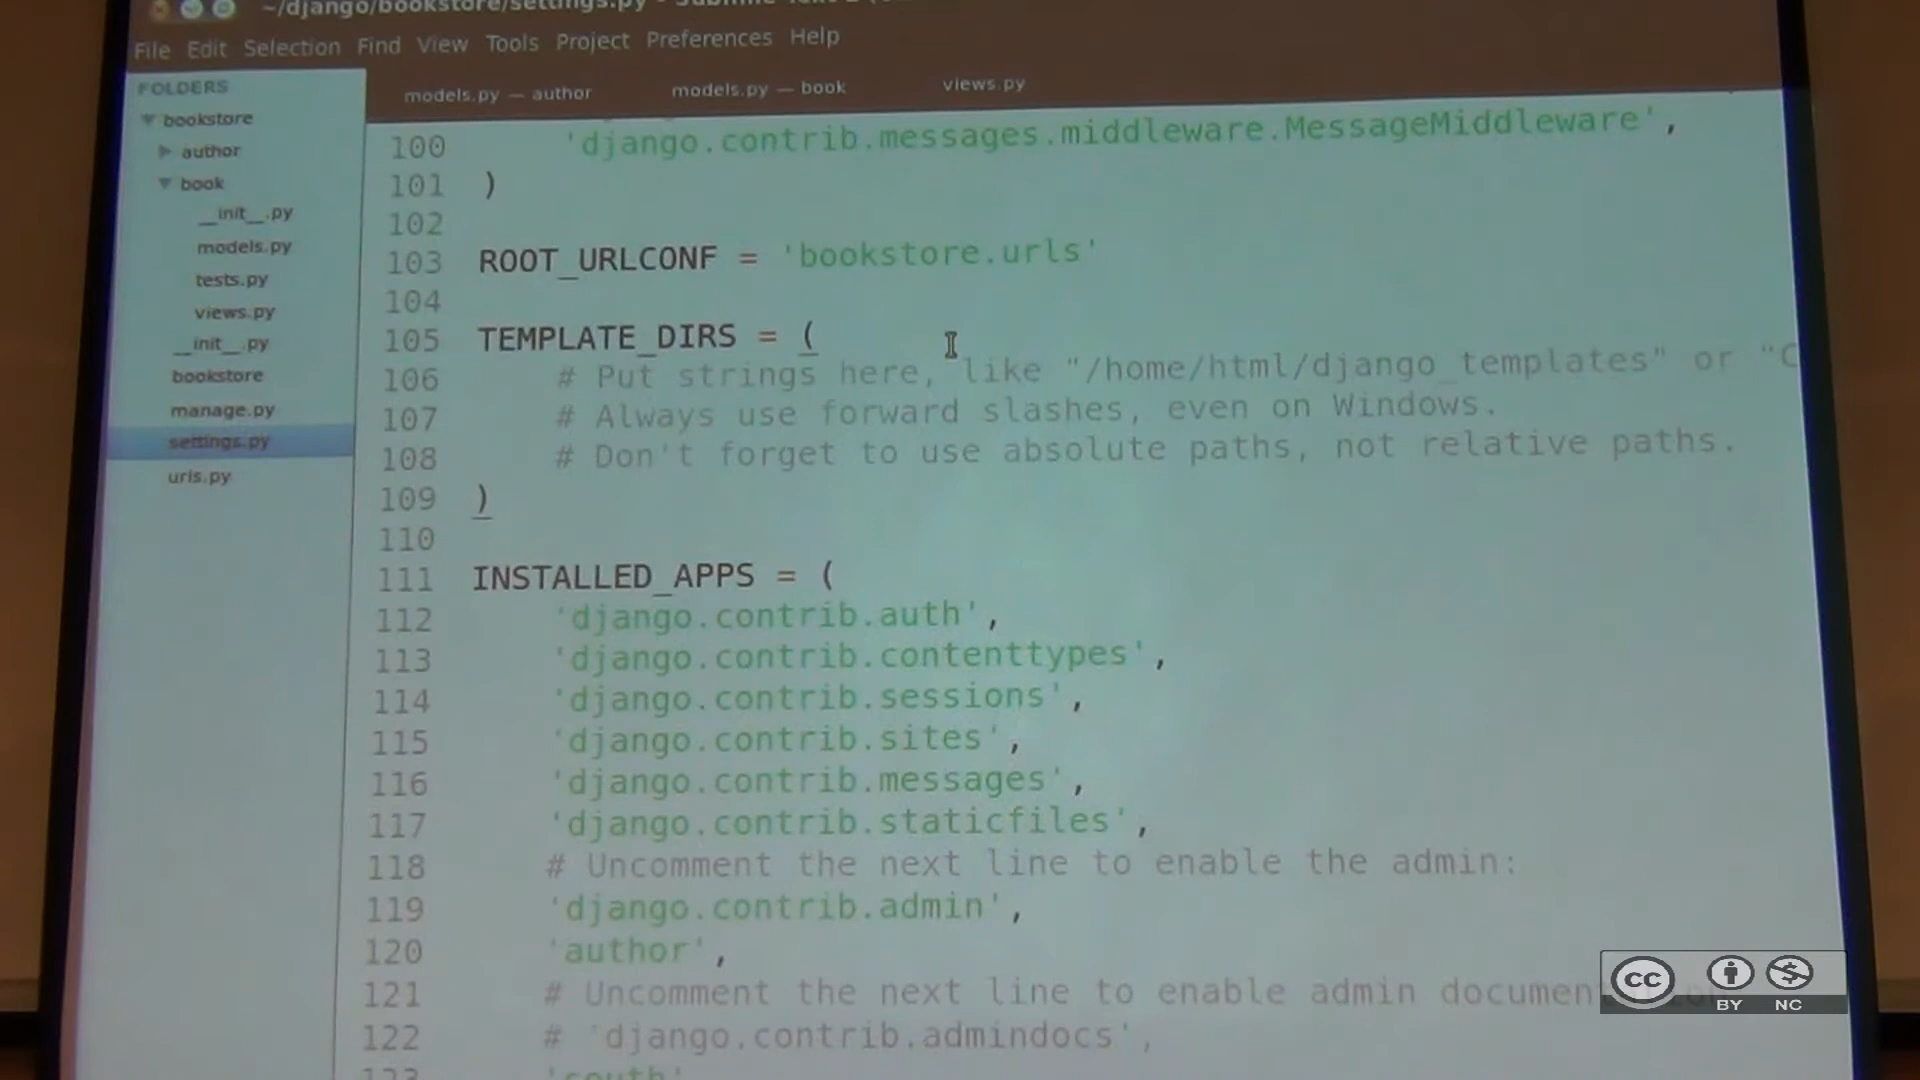 ~/django/bookstore/settings.py - Sublime Text 2
File Edit Selection Find View Tools Project Preferences Help
FOLDERS
bookstore
author
book
__init__.py
models.py
tests.py
views.py
__init__.py
bookstore
manage.py
settings.py
urls.py
models.py — author models.py — book views.py
100 'django.contrib.messages.middleware.MessageMiddleware',
101 )
102
103 ROOT_URLCONF = 'bookstore.urls'
104
105 TEMPLATE_DIRS = (
106 # Put strings here, like "/home/html/django_templates" or "C
107 # Always use forward slashes, even on Windows.
108 # Don't forget to use absolute paths, not relative paths.
109 )
110
111 INSTALLED_APPS = (
112 'django.contrib.auth',
113 'django.contrib.contenttypes',
114 'django.contrib.sessions',
115 'django.contrib.sites',
116 'django.contrib.messages',
117 'django.contrib.staticfiles',
118 # Uncomment the next line to enable the admin:
119 'django.contrib.admin',
120 'author',
121 # Uncomment the next line to enable admin documentation
122 # 'django.contrib.admindocs',
123 'south'
cc BY NC